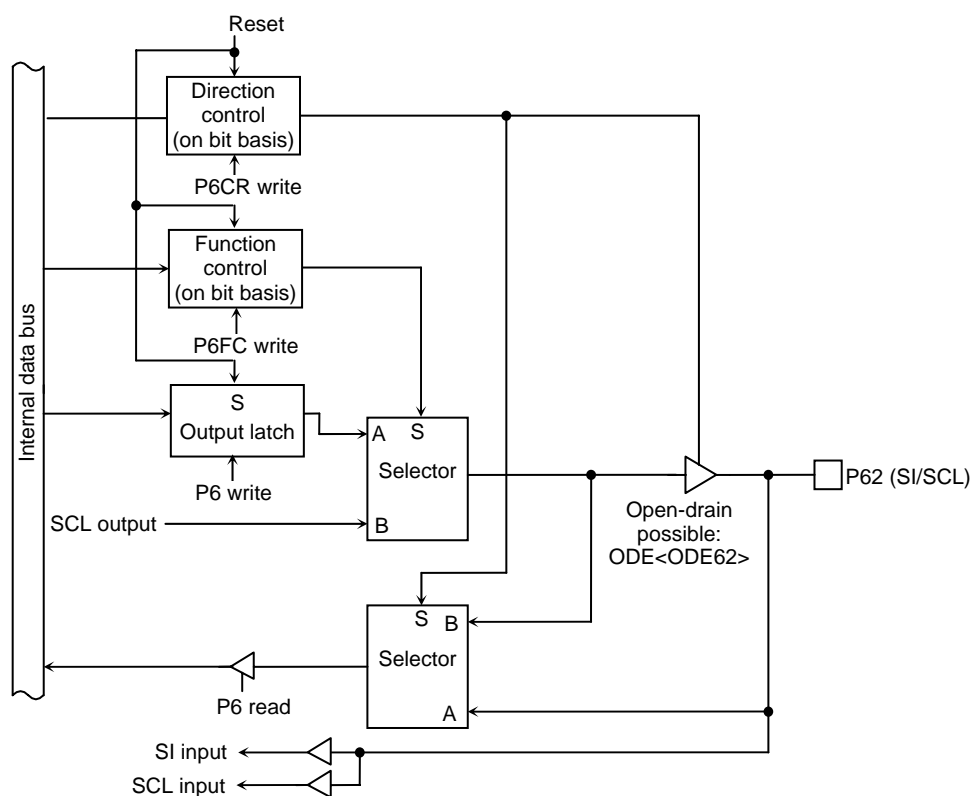 Reset
Direction
control
(on bit basis)
P6CR write
Function
control
(on bit basis)
P6FC write
Internal data bus
S
Output latch
P6 write
A
S
Selector
B
SCL output
P62 (SI/SCL)
Open-drain
possible:
ODE<ODE62>
S
B
Selector
A
P6 read
SI input
SCL input